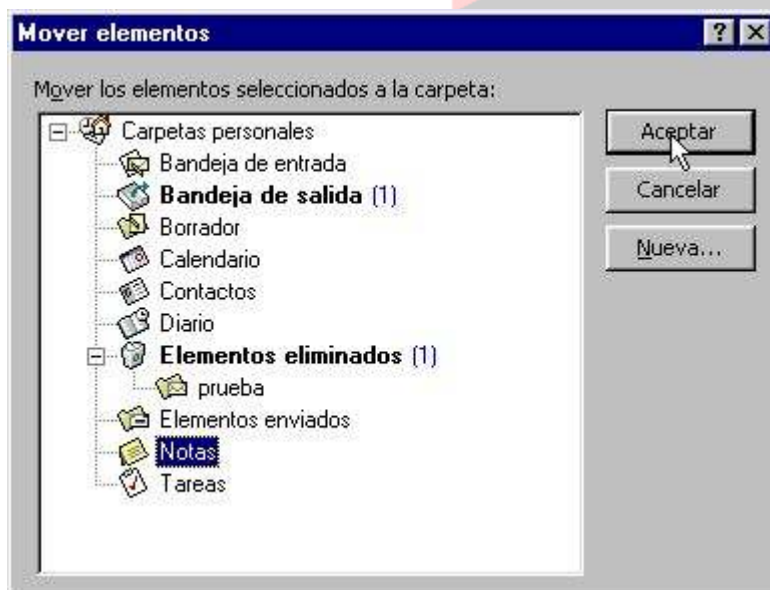 Mover elementos
Mover los elementos seleccionados a la carpeta:
Carpetas personales
Bandeja de entrada
Bandeja de salida (1)
Borrador
Calendario
Contactos
Diario
Elementos eliminados (1)
prueba
Elementos enviados
Notas
Tareas
Aceptar
Cancelar
Nueva...